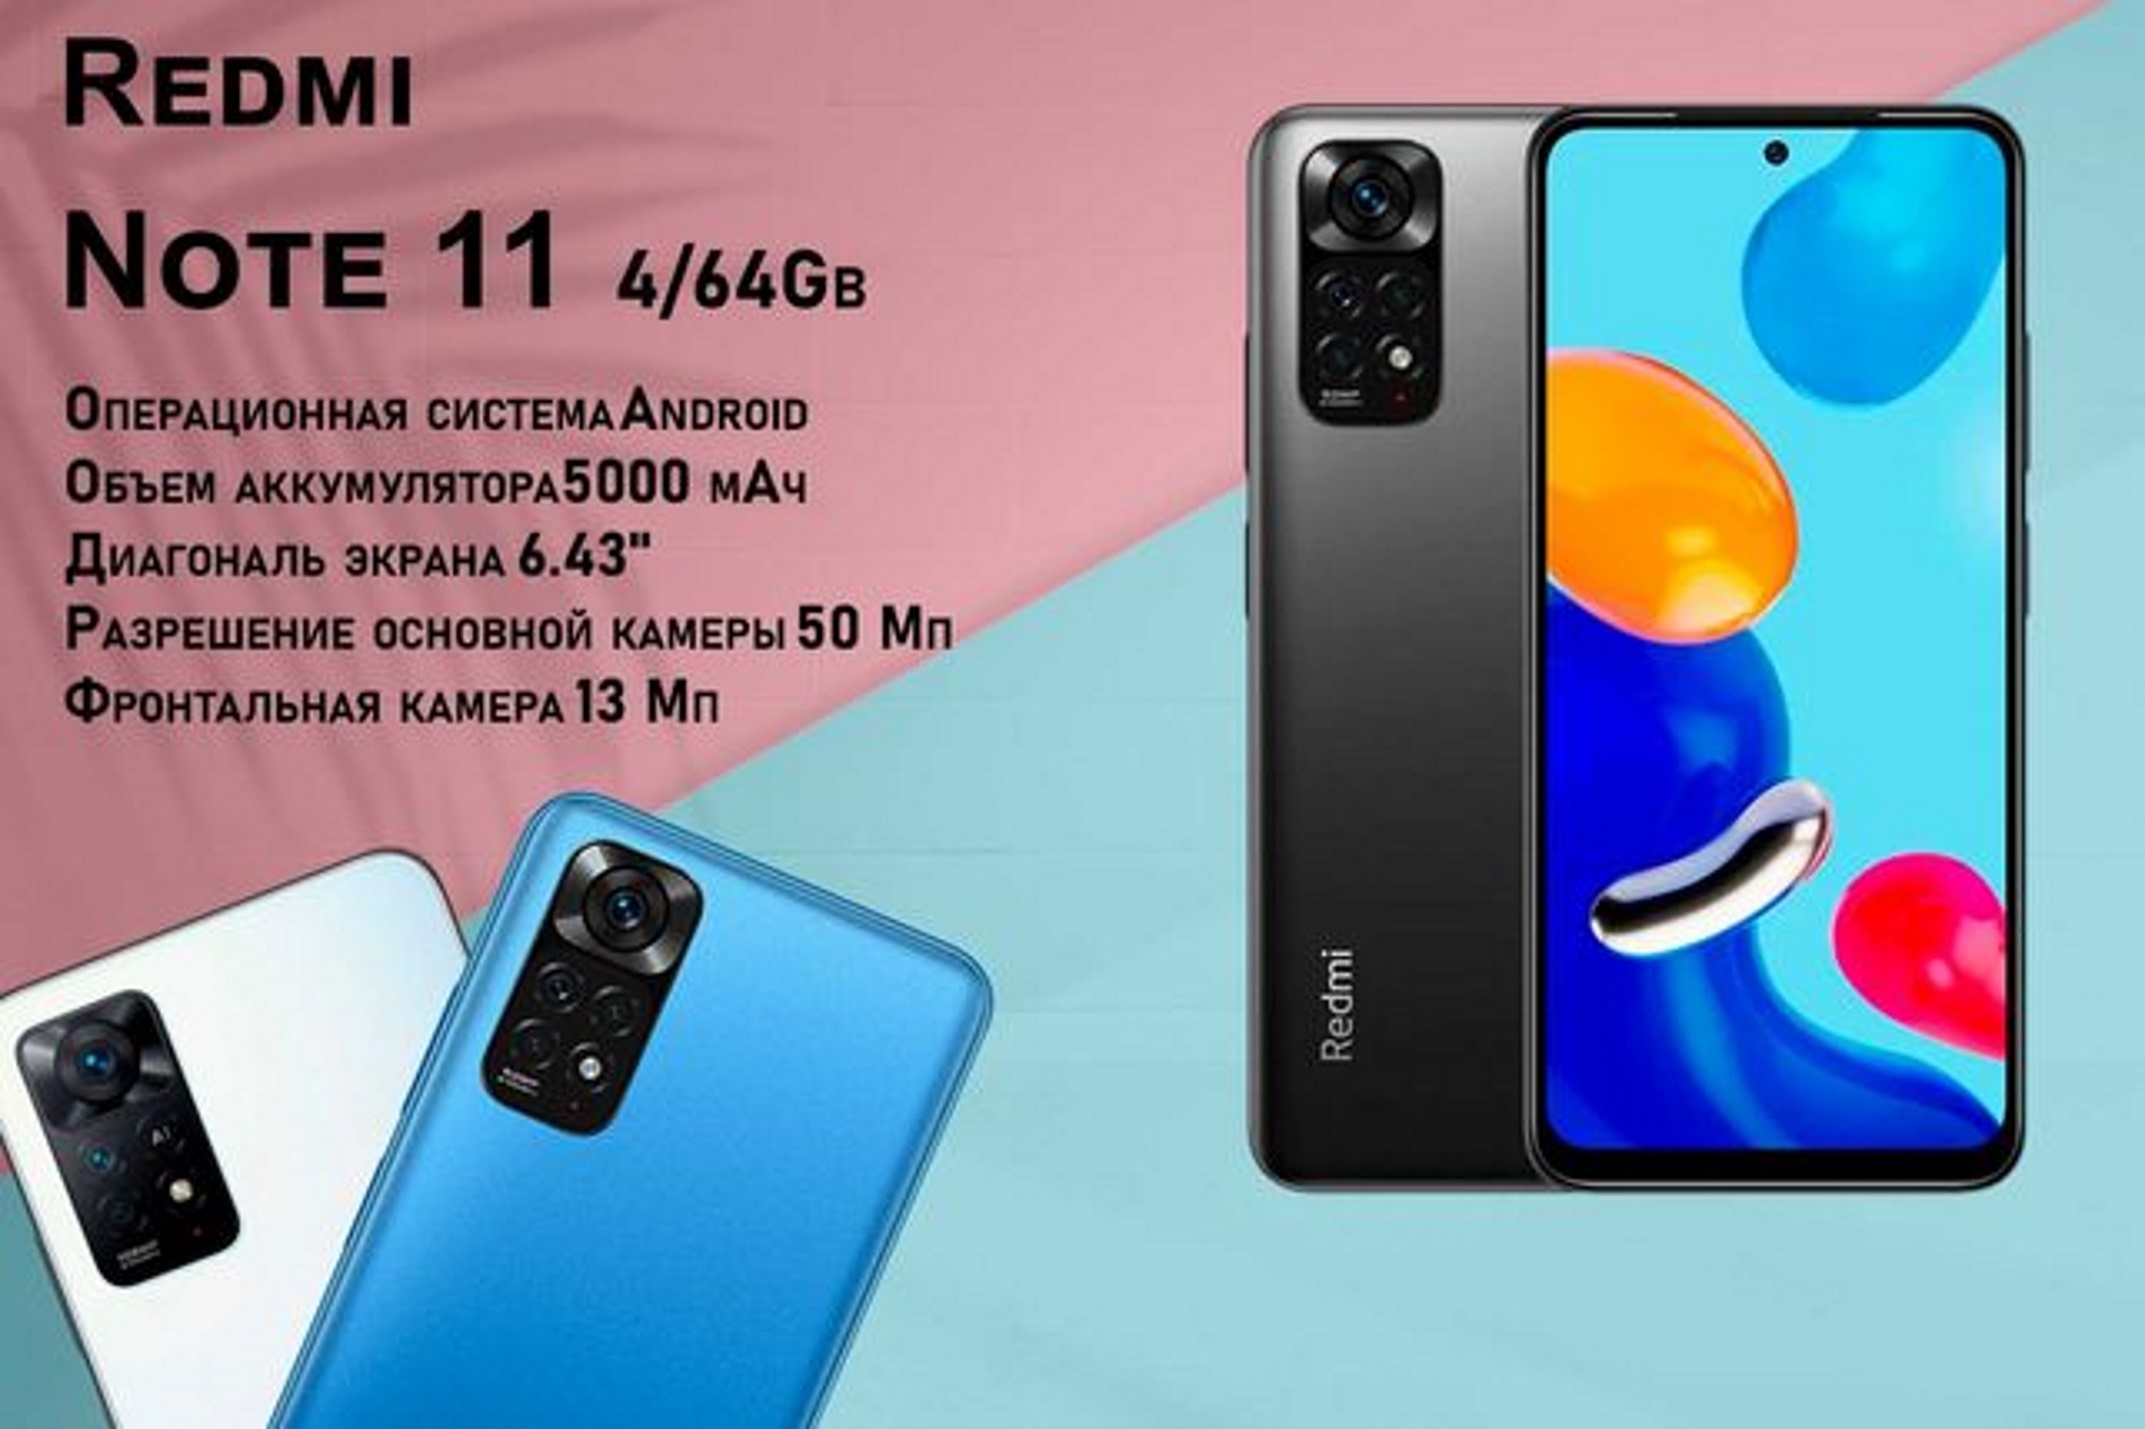 Redmi
Note 11 4/64Gb
Операционная система Android
Объем аккумулятора 5000 мАч
Диагональ экрана 6.43"
Разрешение основной камеры 50 Мп
Фронтальная камера 13 Мп
Redmi
AI